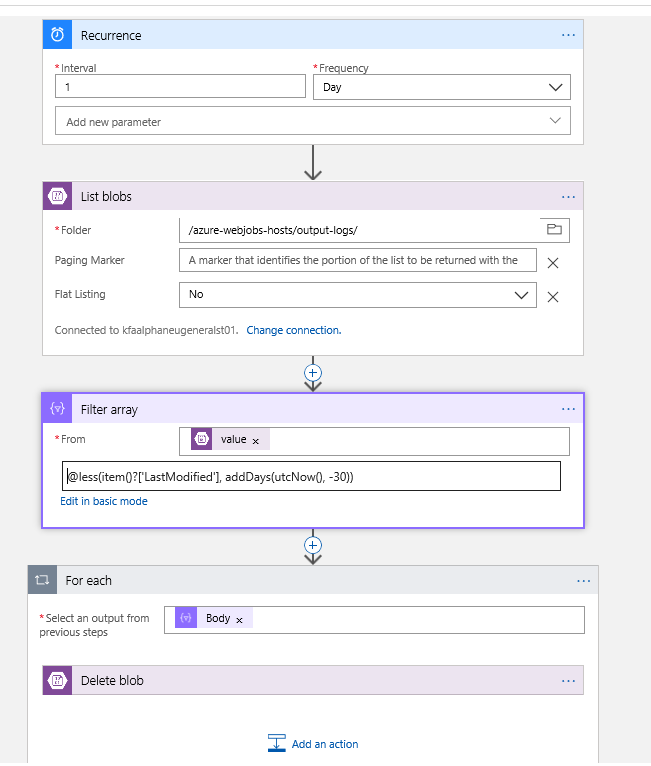 Recurrence ...
* Interval
* Frequency
1
Day
Add new parameter
List blobs ...
* Folder
/azure-webjobs-hosts/output-logs/
Paging Marker
A marker that identifies the portion of the list to be returned with the
Flat Listing
No
Connected to kfaalphaneugeneralst01. Change connection.
Filter array ...
* From
value ×
@less(item()?['LastModified'], addDays(utcNow(), -30))
Edit in basic mode
For each ...
* Select an output from
previous steps
Body ×
Delete blob ...
Add an action